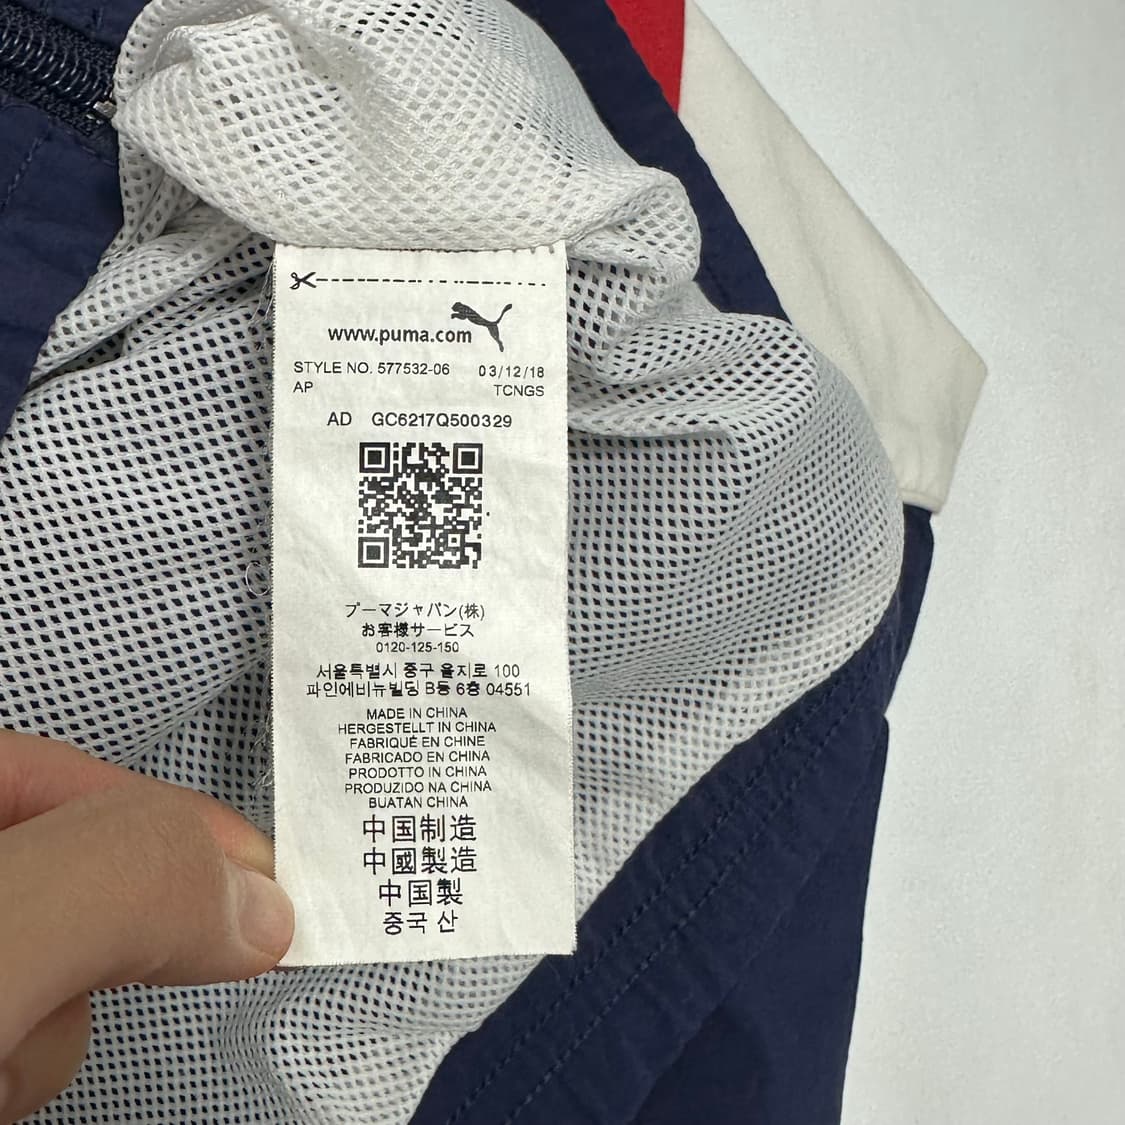 www.puma.com
STYLE NO. 577532-06 03/12/18
AP TCNGS
AD GC6217Q500329
プーマジャパン(株)
お客様サービス
0120-125-150
서울특별시 중구 을지로 100
파인에비뉴빌딩 B동 6층 04551
MADE IN CHINA
HERGESTELLT IN CHINA
FABRIQUÉ EN CHINE
FABRICADO EN CHINA
PRODOTTO IN CHINA
PRODUZIDO NA CHINA
BUATAN CHINA
中国制造
中國製造
中国製
중국 산